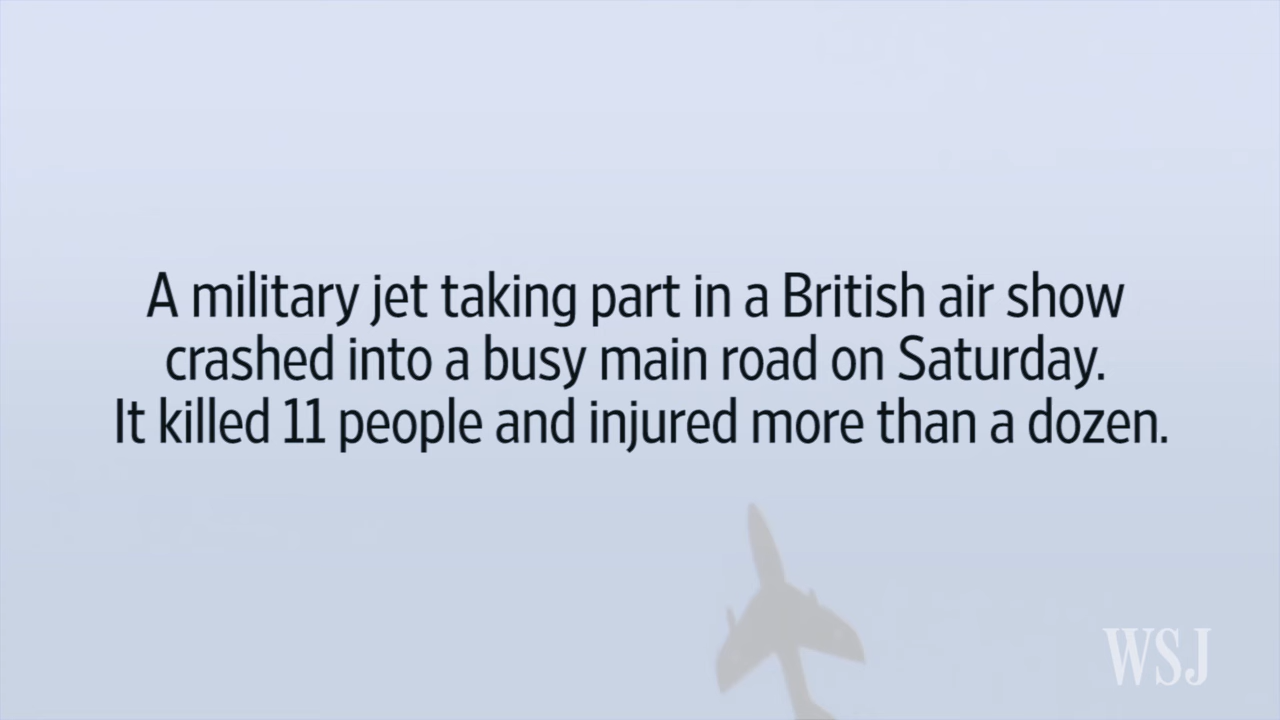 A military jet taking part in a British air show
crashed into a busy main road on Saturday.
It killed 11 people and injured more than a dozen.
WSJ